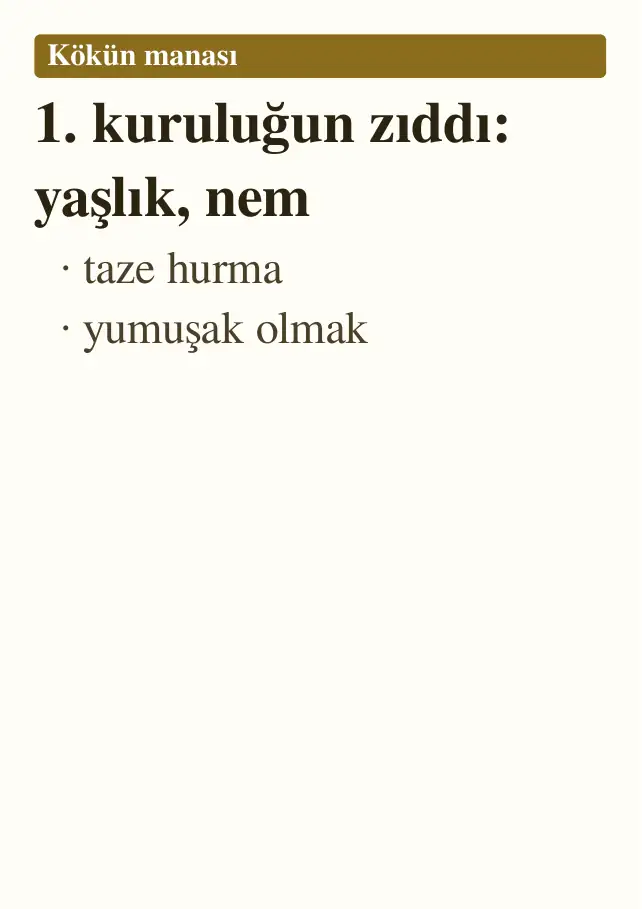 Kökün manası
1. kuruluğun zıddı:
yaşlık, nem
· taze hurma
· yumuşak olmak